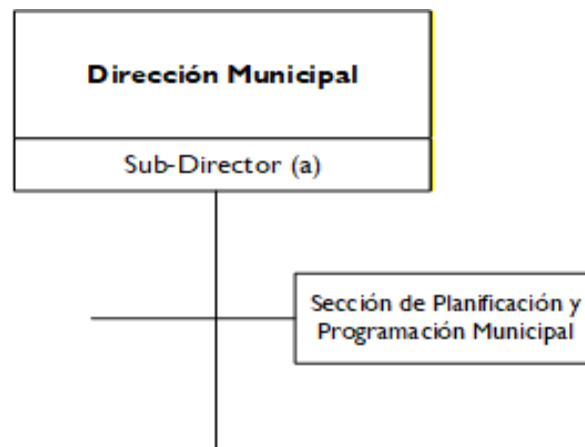 Dirección Municipal
Sub-Director (a)
Sección de Planificación y
Programación Municipal